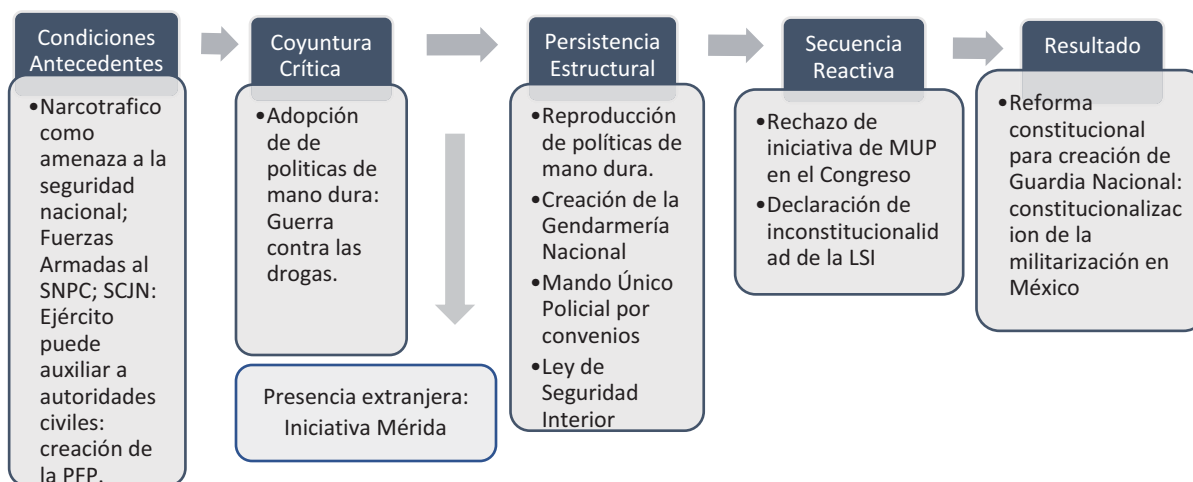 Condiciones
Antecedentes
•Narcotrafico
como
amenaza a la
seguridad
nacional;
Fuerzas
Armadas al
SNPC; SCJN:
Ejército
puede
auxiliar a
autoridades
civiles:
creación de
la PFP.
Coyuntura
Crítica
•Adopción
de de
politicas de
mano dura:
Guerra
contra las
drogas.
Presencia extranjera:
Iniciativa Mérida
Persistencia
Estructural
•Reproducción
de políticas de
mano dura.
•Creación de la
Gendarmería
Nacional
•Mando Único
Policial por
convenios
•Ley de
Seguridad
Interior
Secuencia
Reactiva
•Rechazo de
iniciativa de MUP
en el Congreso
•Declaración de
inconstitucionalid
ad de la LSI
Resultado
•Reforma
constitucional
para creación de
Guardia Nacional:
constitucionalizac
ion de la
militarización en
México